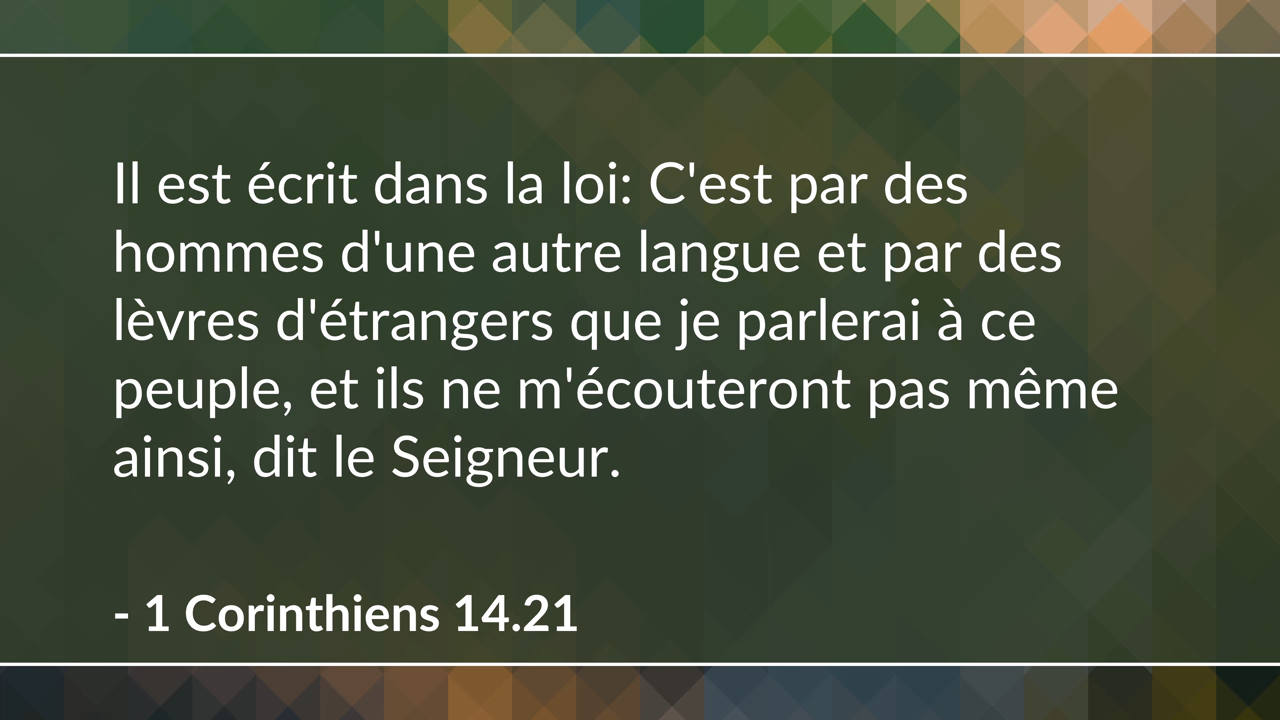 Il est écrit dans la loi: C'est par des
hommes d'une autre langue et par des
lèvres d'étrangers que je parlerai à ce
peuple, et ils ne m'écouteront pas même
ainsi, dit le Seigneur.
- 1 Corinthiens 14.21